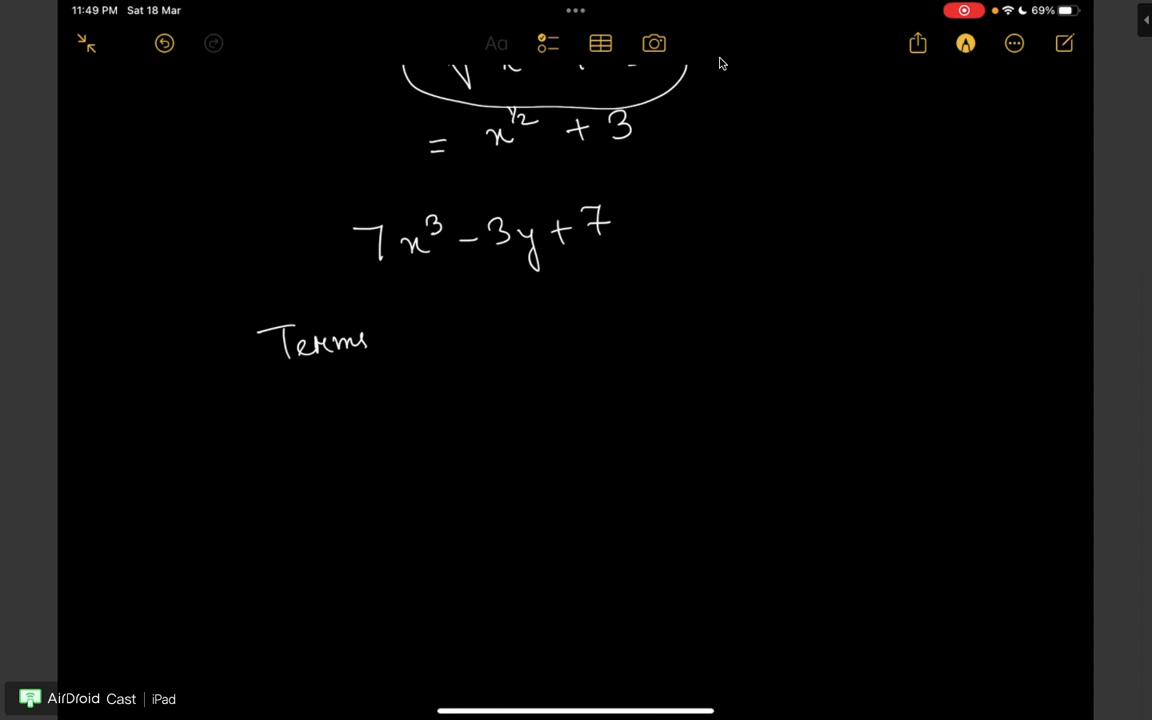 11:49 PM Sat 18 Mar
69%
Aa
= x^1/2 + 3
7x^3 - 3y + 7
Terms
AirDroid Cast | iPad